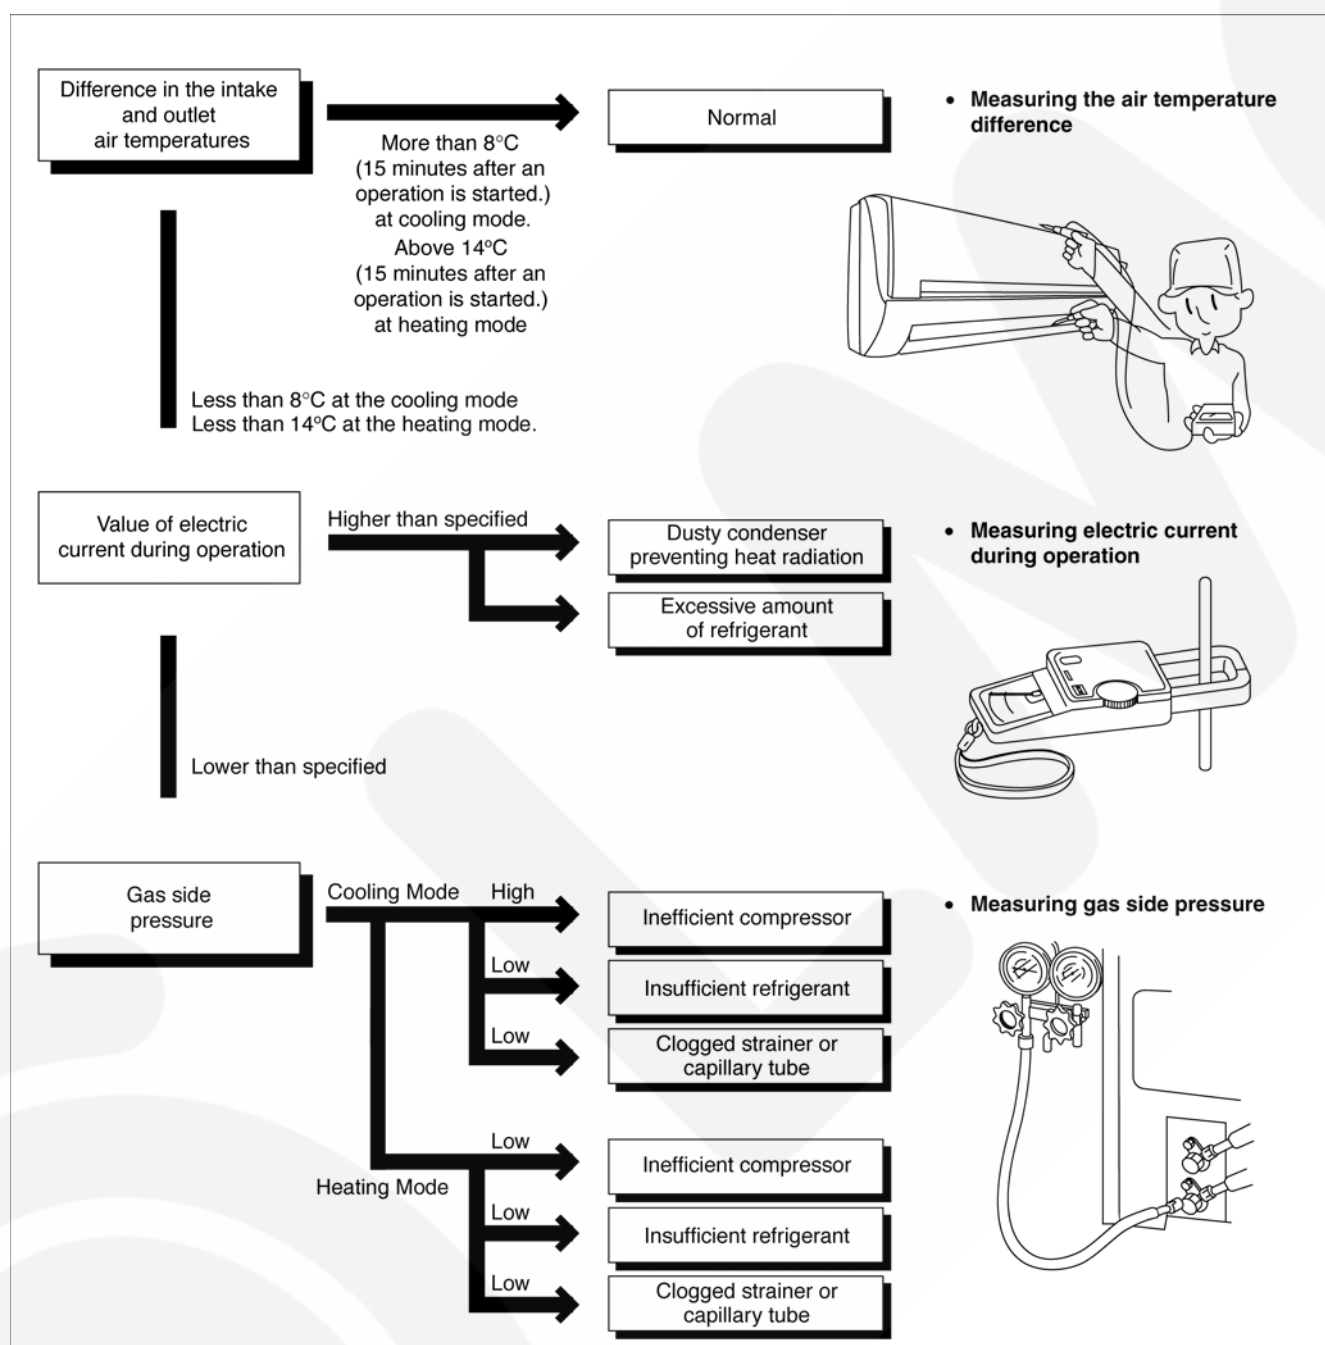 Difference in the intake
and outlet
air temperatures
More than 8°C
(15 minutes after an
operation is started.)
at cooling mode.
Above 14ºC
(15 minutes after an
operation is started.)
at heating mode
Normal
• Measuring the air temperature
difference
Less than 8°C at the cooling mode
Less than 14ºC at the heating mode.
Value of electric
current during operation
Higher than specified
Dusty condenser
preventing heat radiation
Excessive amount
of refrigerant
• Measuring electric current
during operation
Lower than specified
Gas side
pressure
Cooling Mode
High
Inefficient compressor
Low
Insufficient refrigerant
Low
Clogged strainer or
capillary tube
• Measuring gas side pressure
Heating Mode
Low
Inefficient compressor
Low
Insufficient refrigerant
Low
Clogged strainer or
capillary tube